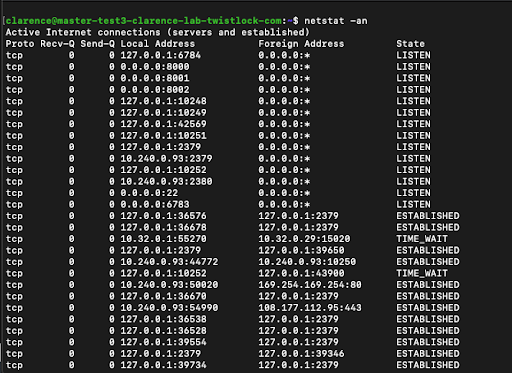 [clarence@master-test3-clarence-lab-twistlock-com:~$ netstat -an
Active Internet connections (servers and established)
Proto Recv-Q Send-Q Local Address Foreign Address State
tcp 0 0 127.0.0.1:6784 0.0.0.0:* LISTEN
tcp 0 0 0.0.0.0:8000 0.0.0.0:* LISTEN
tcp 0 0 0.0.0.0:8001 0.0.0.0:* LISTEN
tcp 0 0 0.0.0.0:8002 0.0.0.0:* LISTEN
tcp 0 0 127.0.0.1:10248 0.0.0.0:* LISTEN
tcp 0 0 127.0.0.1:10249 0.0.0.0:* LISTEN
tcp 0 0 127.0.0.1:42569 0.0.0.0:* LISTEN
tcp 0 0 127.0.0.1:10251 0.0.0.0:* LISTEN
tcp 0 0 127.0.0.1:2379 0.0.0.0:* LISTEN
tcp 0 0 10.240.0.93:2379 0.0.0.0:* LISTEN
tcp 0 0 127.0.0.1:10252 0.0.0.0:* LISTEN
tcp 0 0 10.240.0.93:2380 0.0.0.0:* LISTEN
tcp 0 0 0.0.0.0:22 0.0.0.0:* LISTEN
tcp 0 0 0.0.0.0:6783 0.0.0.0:* LISTEN
tcp 0 0 127.0.0.1:36576 127.0.0.1:2379 ESTABLISHED
tcp 0 0 127.0.0.1:36678 127.0.0.1:2379 ESTABLISHED
tcp 0 0 10.32.0.1:55270 10.32.0.29:15020 TIME_WAIT
tcp 0 0 127.0.0.1:2379 127.0.0.1:39650 ESTABLISHED
tcp 0 0 10.240.0.93:44772 10.240.0.93:10250 ESTABLISHED
tcp 0 0 127.0.0.1:10252 127.0.0.1:43900 TIME_WAIT
tcp 0 0 10.240.0.93:50020 169.254.169.254:80 ESTABLISHED
tcp 0 0 127.0.0.1:36670 127.0.0.1:2379 ESTABLISHED
tcp 0 0 10.240.0.93:54990 108.177.112.95:443 ESTABLISHED
tcp 0 0 127.0.0.1:36538 127.0.0.1:2379 ESTABLISHED
tcp 0 0 127.0.0.1:36528 127.0.0.1:2379 ESTABLISHED
tcp 0 0 127.0.0.1:39554 127.0.0.1:2379 ESTABLISHED
tcp 0 0 127.0.0.1:2379 127.0.0.1:39346 ESTABLISHED
tcp 0 0 127.0.0.1:39734 127.0.0.1:2379 ESTABLISHED